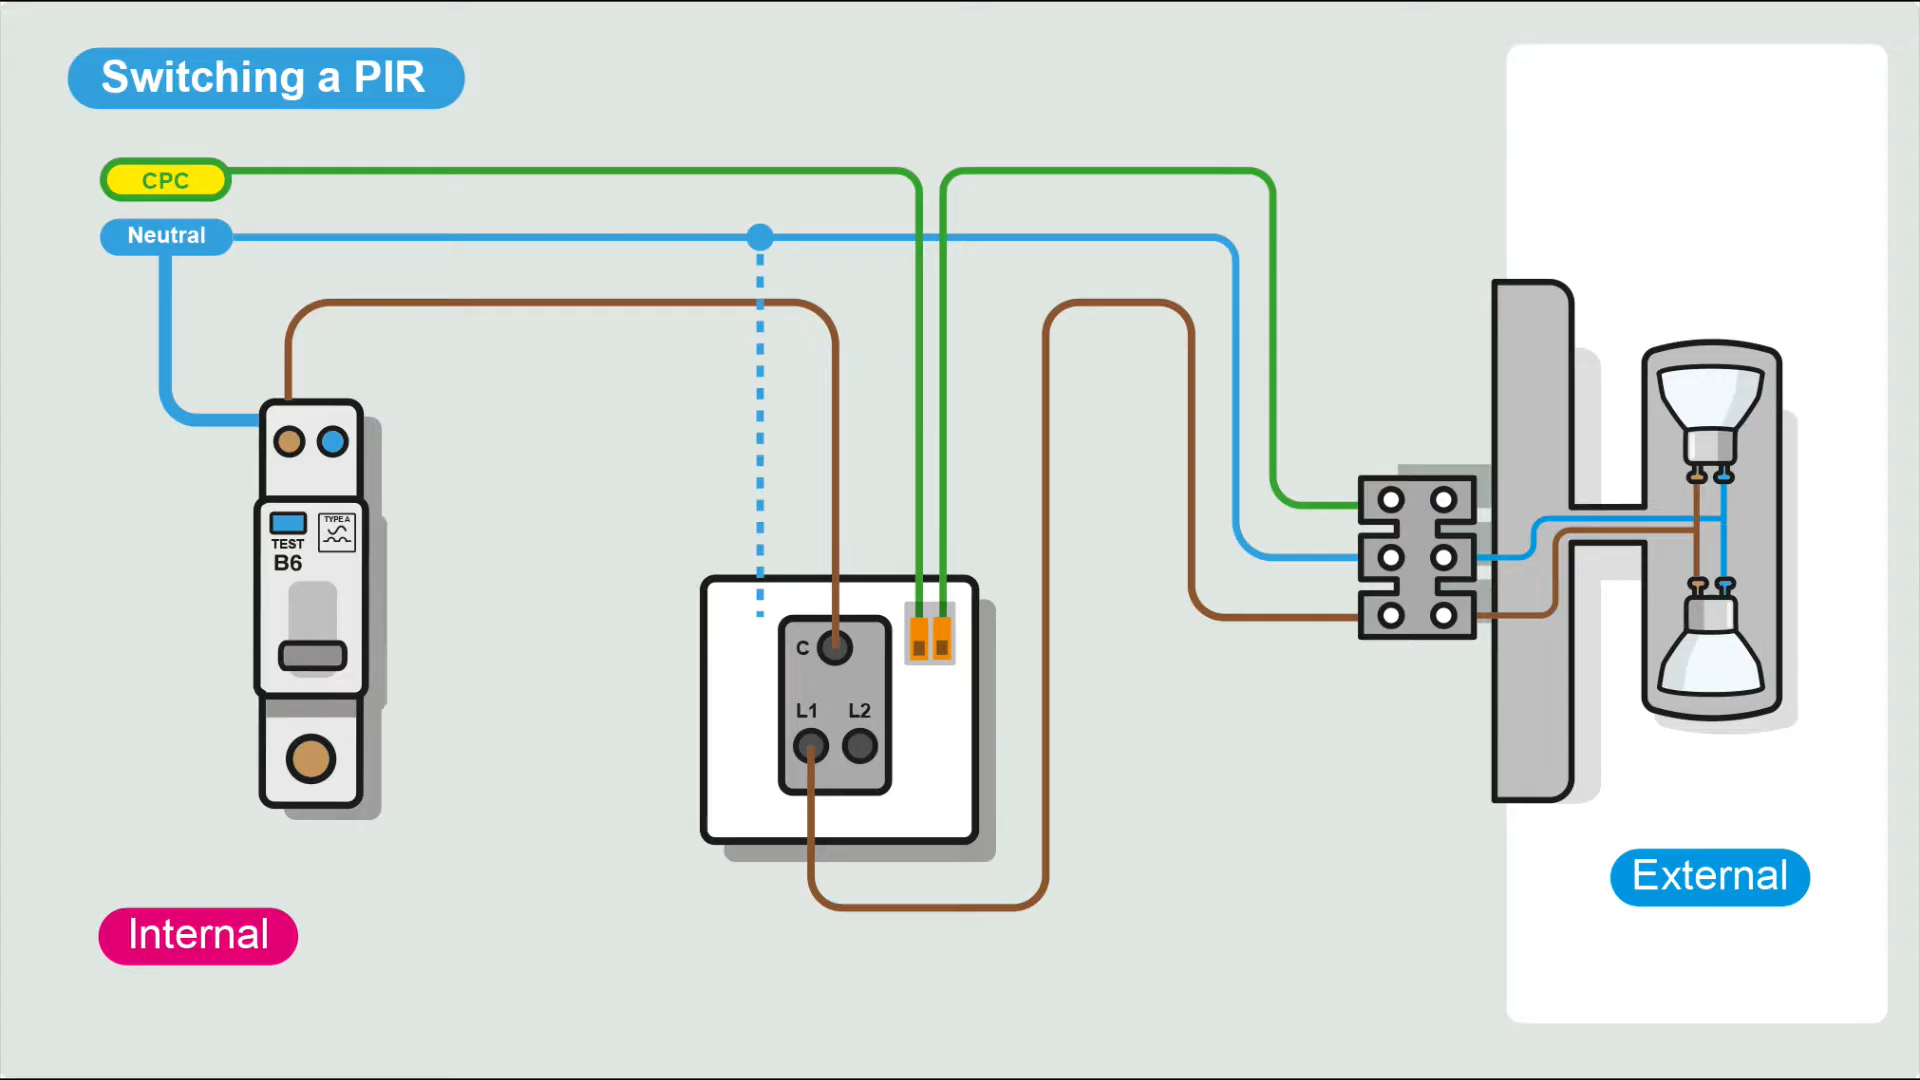 Switching a PIR
CPC
Neutral
TYPE A
TEST
B6
C
L1 L2
Internal
External